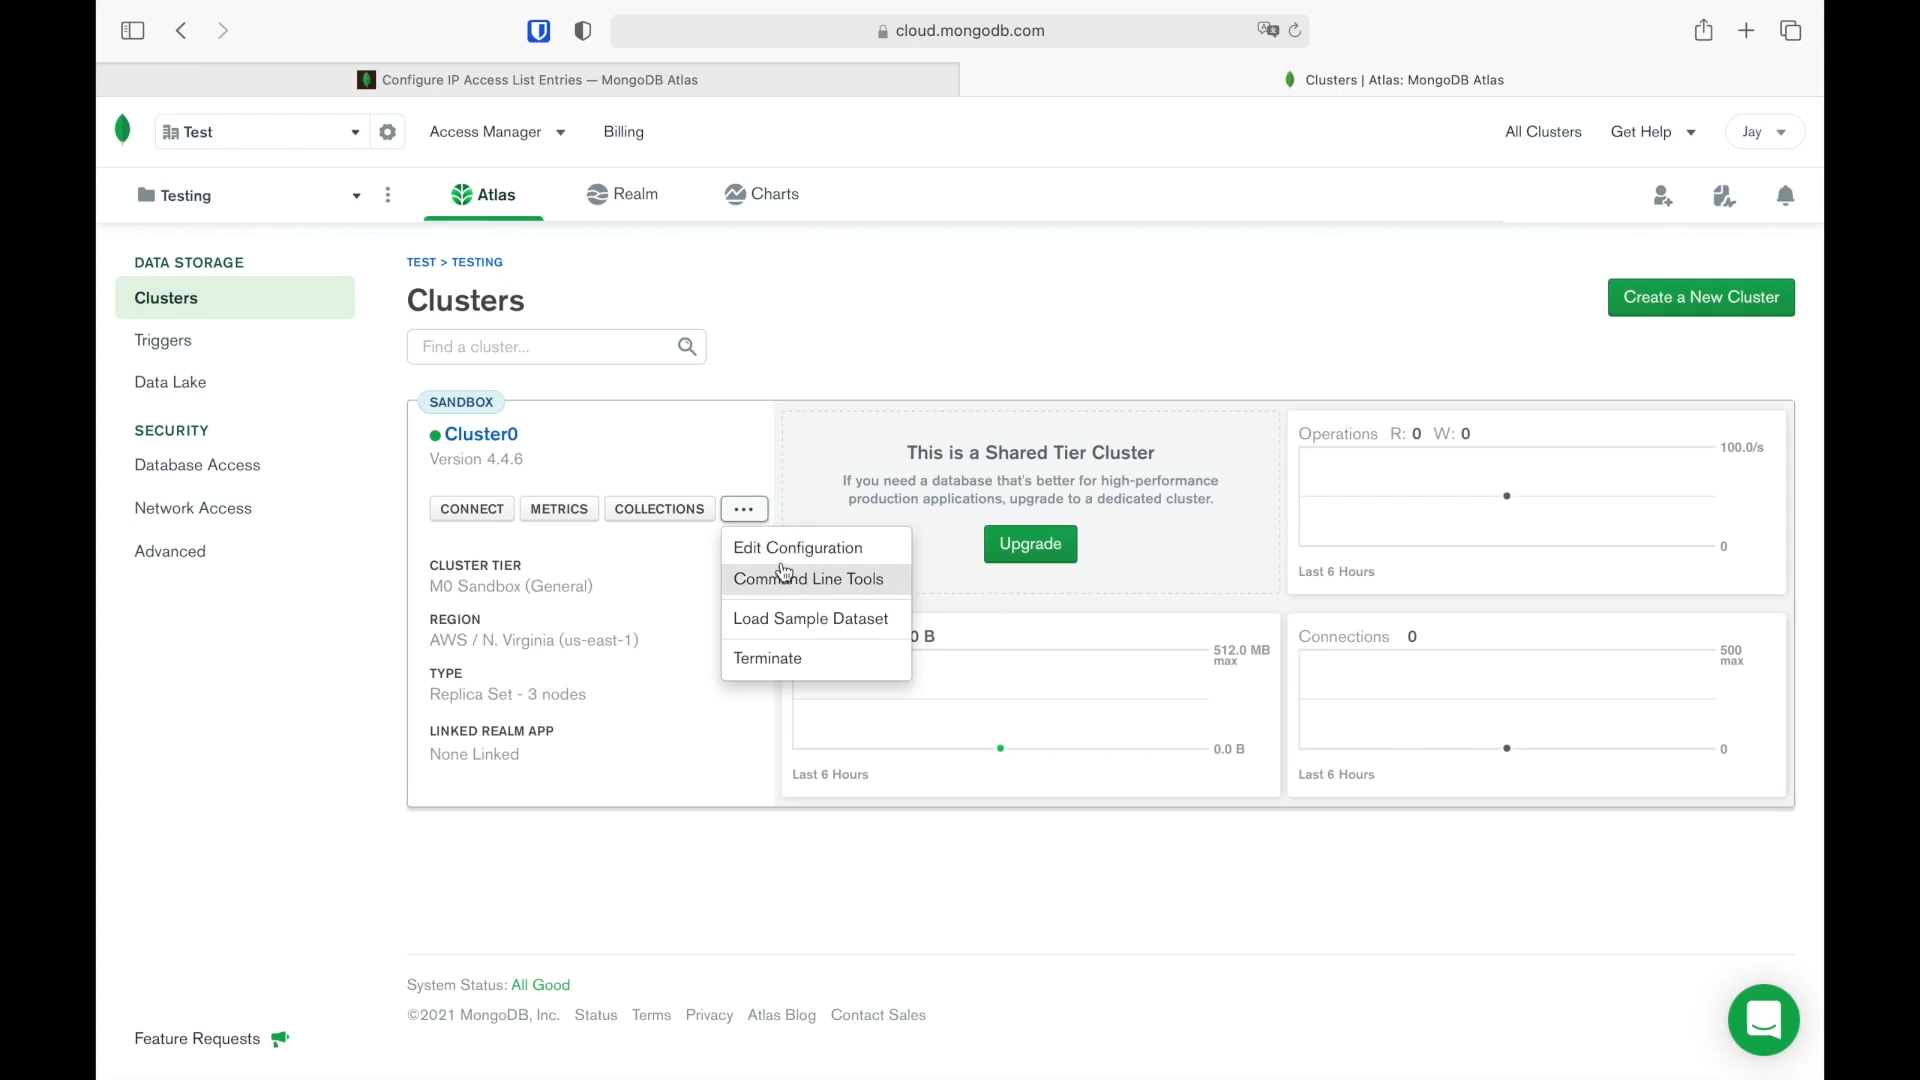 cloud.mongodb.com
Configure IP Access List Entries — MongoDB Atlas
Clusters | Atlas: MongoDB Atlas
Test
Access Manager
Billing
All Clusters
Get Help
Jay
Testing
Atlas
Realm
Charts
DATA STORAGE
Clusters
Triggers
Data Lake
SECURITY
Database Access
Network Access
Advanced
TEST > TESTING
Clusters
Create a New Cluster
Find a cluster...
SANDBOX
Cluster0
Version 4.4.6
CONNECT
METRICS
COLLECTIONS
...
Edit Configuration
Command Line Tools
Load Sample Dataset
Terminate
CLUSTER TIER
M0 Sandbox (General)
REGION
AWS / N. Virginia (us-east-1)
TYPE
Replica Set - 3 nodes
LINKED REALM APP
None Linked
This is a Shared Tier Cluster
If you need a database that's better for high-performance
production applications, upgrade to a dedicated cluster.
Upgrade
Operations R: 0 W: 0
100.0/s
0
Last 6 Hours
0 B
512.0 MB
max
0.0 B
Last 6 Hours
Connections 0
500
max
0
Last 6 Hours
System Status: All Good
©2021 MongoDB, Inc. Status Terms Privacy Atlas Blog Contact Sales
Feature Requests